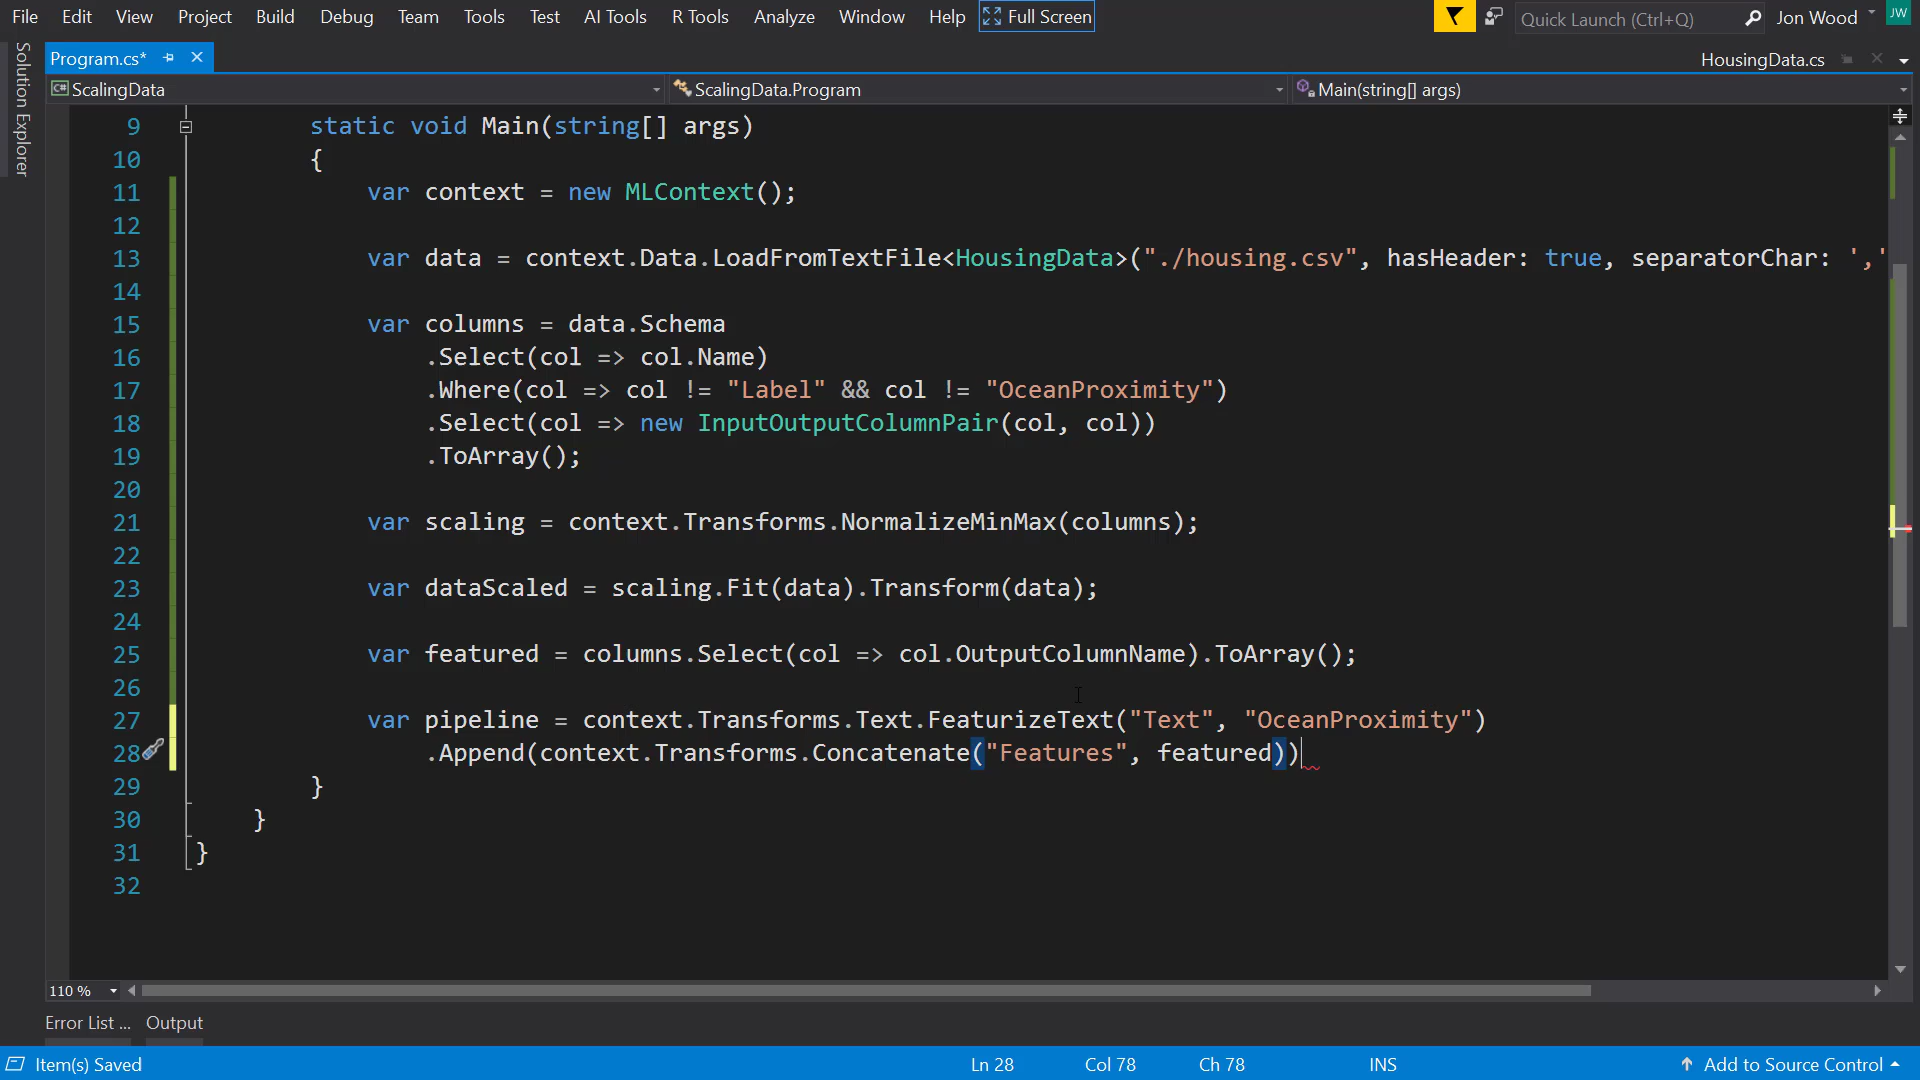 File Edit View Project Build Debug Team Tools Test AI Tools R Tools Analyze Window Help Full Screen Quick Launch (Ctrl+Q) Jon Wood JW
Solution Explorer
Program.cs* HousingData.cs
ScalingData ScalingData.Program Main(string[] args)
9 static void Main(string[] args)
10 {
11 var context = new MLContext();
12
13 var data = context.Data.LoadFromTextFile<HousingData>("./housing.csv", hasHeader: true, separatorChar: ','
14
15 var columns = data.Schema
16 .Select(col => col.Name)
17 .Where(col => col != "Label" && col != "OceanProximity")
18 .Select(col => new InputOutputColumnPair(col, col))
19 .ToArray();
20
21 var scaling = context.Transforms.NormalizeMinMax(columns);
22
23 var dataScaled = scaling.Fit(data).Transform(data);
24
25 var featured = columns.Select(col => col.OutputColumnName).ToArray();
26
27 var pipeline = context.Transforms.Text.FeaturizeText("Text", "OceanProximity")
28 .Append(context.Transforms.Concatenate("Features", featured))
29 }
30 }
31 }
32
110 %
Error List ... Output
Item(s) Saved Ln 28 Col 78 Ch 78 INS Add to Source Control